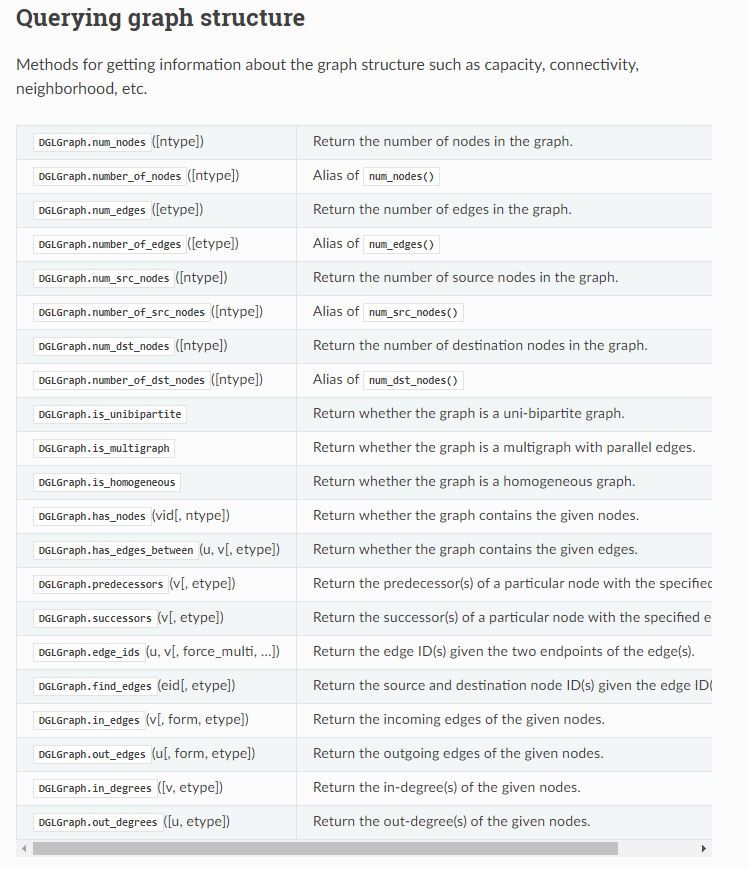 Querying graph structure
Methods for getting information about the graph structure such as capacity, connectivity,
neighborhood, etc.
DGLGraph.num_nodes ([ntype]) Return the number of nodes in the graph.
DGLGraph.number_of_nodes ([ntype]) Alias of num_nodes()
DGLGraph.num_edges ([etype]) Return the number of edges in the graph.
DGLGraph.number_of_edges ([etype]) Alias of num_edges()
DGLGraph.num_src_nodes ([ntype]) Return the number of source nodes in the graph.
DGLGraph.number_of_src_nodes ([ntype]) Alias of num_src_nodes()
DGLGraph.num_dst_nodes ([ntype]) Return the number of destination nodes in the graph.
DGLGraph.number_of_dst_nodes ([ntype]) Alias of num_dst_nodes()
DGLGraph.is_unibipartite Return whether the graph is a uni-bipartite graph.
DGLGraph.is_multigraph Return whether the graph is a multigraph with parallel edges.
DGLGraph.is_homogeneous Return whether the graph is a homogeneous graph.
DGLGraph.has_nodes (vid[, ntype]) Return whether the graph contains the given nodes.
DGLGraph.has_edges_between (u, v[, etype]) Return whether the graph contains the given edges.
DGLGraph.predecessors (v[, etype]) Return the predecessor(s) of a particular node with the specified
DGLGraph.successors (v[, etype]) Return the successor(s) of a particular node with the specified e
DGLGraph.edge_ids (u, v[, force_multi, ...]) Return the edge ID(s) given the two endpoints of the edge(s).
DGLGraph.find_edges (eid[, etype]) Return the source and destination node ID(s) given the edge ID(
DGLGraph.in_edges (v[, form, etype]) Return the incoming edges of the given nodes.
DGLGraph.out_edges (u[, form, etype]) Return the outgoing edges of the given nodes.
DGLGraph.in_degrees ([v, etype]) Return the in-degree(s) of the given nodes.
DGLGraph.out_degrees ([u, etype]) Return the out-degree(s) of the given nodes.